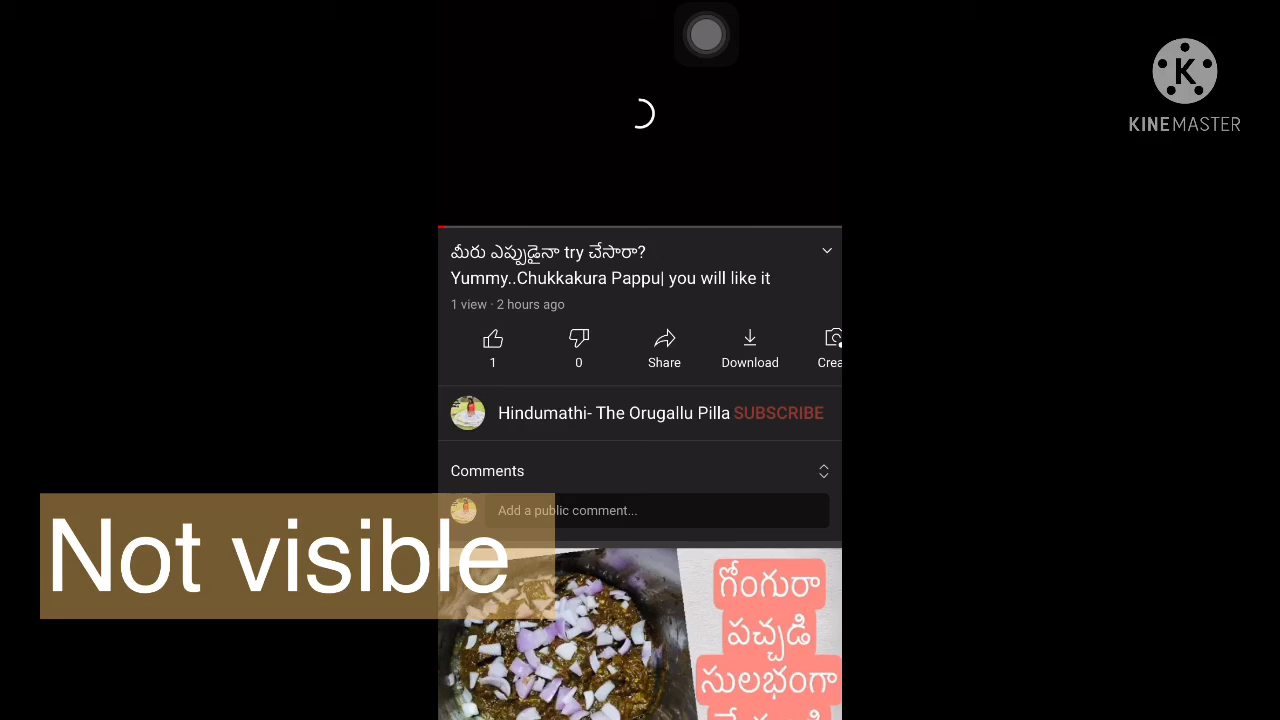 K
KINEMASTER
మీరు ఎప్పుడైనా try చేసారా?
Yummy..Chukkakura Pappu| you will like it
1 view · 2 hours ago
1
0
Share
Download
Crea
Hindumathi- The Orugallu Pilla SUBSCRIBE
Comments
Add a public comment...
Not visible
గోంగురా
పచ్చడి
సులభంగా